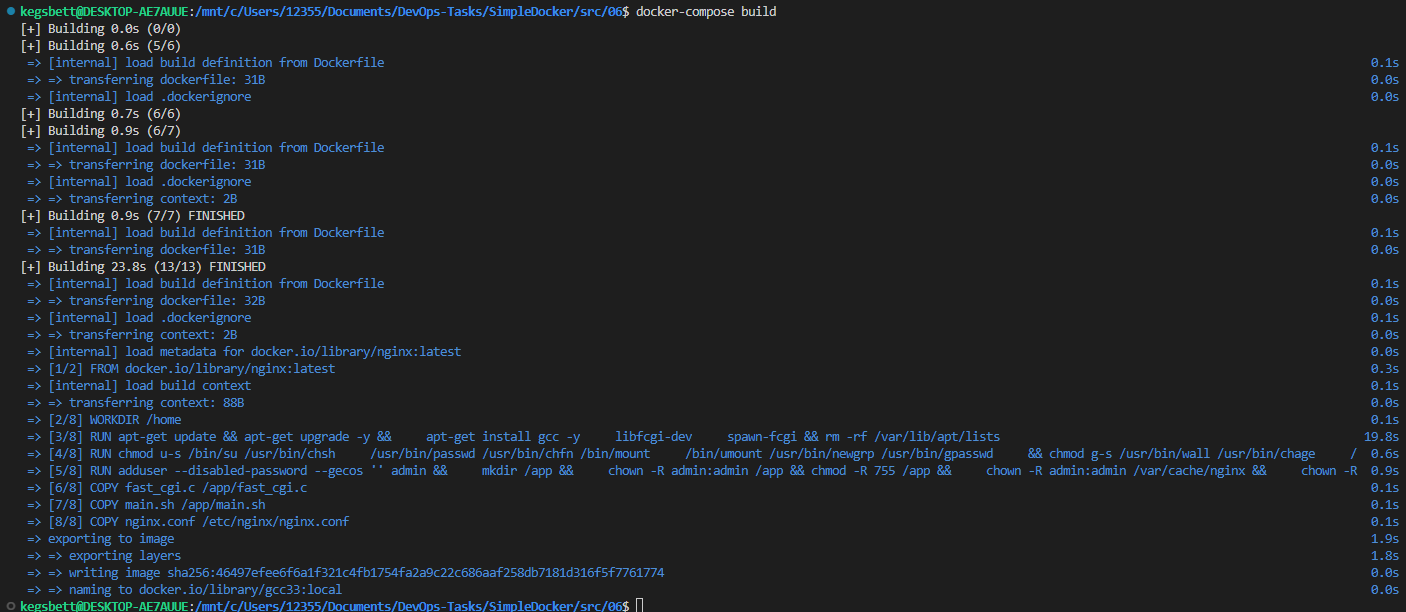 kegsbett@DESKTOP-AE7AUUE:/mnt/c/Users/12355/Documents/DevOps-Tasks/SimpleDocker/src/06$ docker-compose build
[+] Building 0.0s (0/0)
[+] Building 0.6s (5/6)
=> [internal] load build definition from Dockerfile 0.1s
=> => transferring dockerfile: 31B 0.0s
=> [internal] load .dockerignore 0.0s
[+] Building 0.7s (6/6)
[+] Building 0.9s (6/7)
=> [internal] load build definition from Dockerfile 0.1s
=> => transferring dockerfile: 31B 0.0s
=> [internal] load .dockerignore 0.0s
=> => transferring context: 2B 0.0s
[+] Building 0.9s (7/7) FINISHED
=> [internal] load build definition from Dockerfile 0.1s
=> => transferring dockerfile: 31B 0.0s
[+] Building 23.8s (13/13) FINISHED
=> [internal] load build definition from Dockerfile 0.1s
=> => transferring dockerfile: 32B 0.0s
=> [internal] load .dockerignore 0.1s
=> => transferring context: 2B 0.0s
=> [internal] load metadata for docker.io/library/nginx:latest 0.0s
=> [1/2] FROM docker.io/library/nginx:latest 0.3s
=> [internal] load build context 0.1s
=> => transferring context: 88B 0.0s
=> [2/8] WORKDIR /home 0.1s
=> [3/8] RUN apt-get update && apt-get upgrade -y &&     apt-get install gcc -y     libfcgi-dev     spawn-fcgi && rm -rf /var/lib/apt/lists 19.8s
=> [4/8] RUN chmod u-s /bin/su /usr/bin/chsh     /usr/bin/passwd /usr/bin/chfn /bin/mount     /bin/umount /usr/bin/newgrp /usr/bin/gpasswd     && chmod g-s /usr/bin/wall /usr/bin/chage     / 0.6s
=> [5/8] RUN adduser --disabled-password --gecos '' admin &&     mkdir /app &&     chown -R admin:admin /app && chmod -R 755 /app &&     chown -R admin:admin /var/cache/nginx &&     chown -R 0.9s
=> [6/8] COPY fast_cgi.c /app/fast_cgi.c 0.1s
=> [7/8] COPY main.sh /app/main.sh 0.1s
=> [8/8] COPY nginx.conf /etc/nginx/nginx.conf 0.1s
=> exporting to image 1.9s
=> => exporting layers 1.8s
=> => writing image sha256:46497efee6f6a1f321c4fb1754fa2a9c22c686aaf258db7181d316f5f7761774 0.0s
=> => naming to docker.io/library/gcc33:local 0.0s
kegsbett@DESKTOP-AE7AUUE:/mnt/c/Users/12355/Documents/DevOps-Tasks/SimpleDocker/src/06$